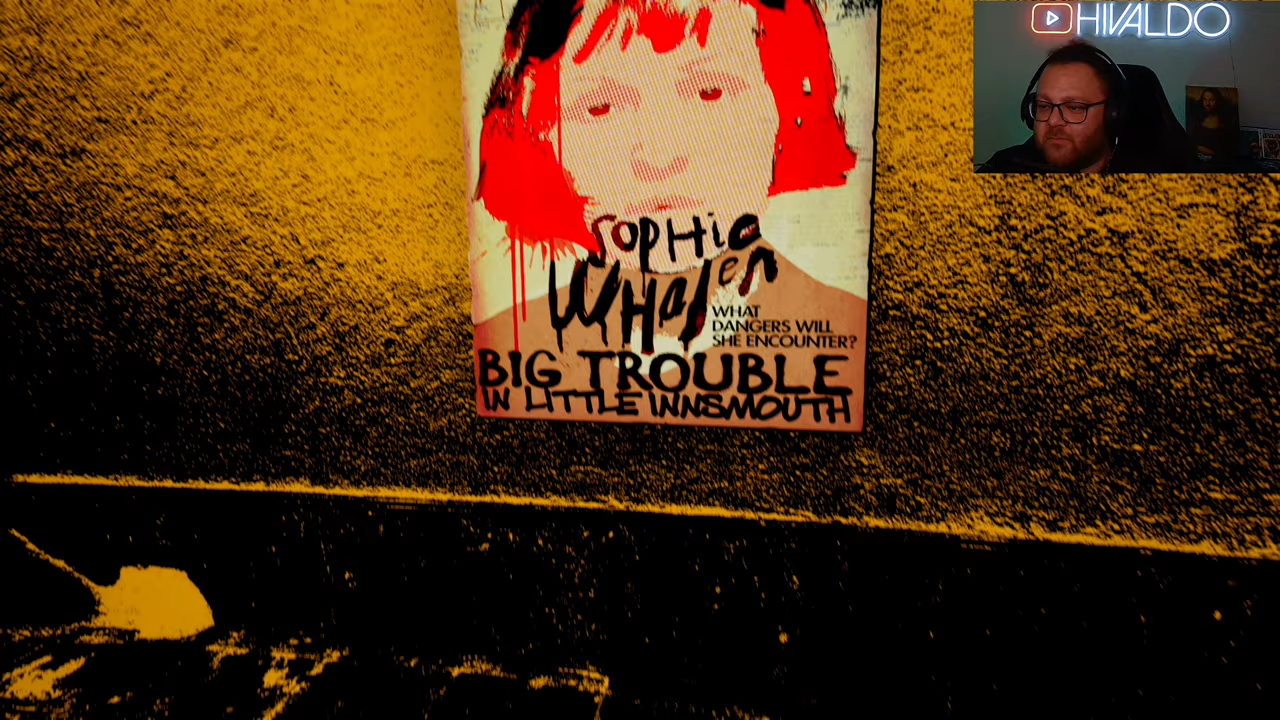 HIVALDO
SOPHIE
WHALEN
WHAT
DANGERS WILL
SHE ENCOUNTER?
BIG TROUBLE
IN LITTLE INNSMOUTH